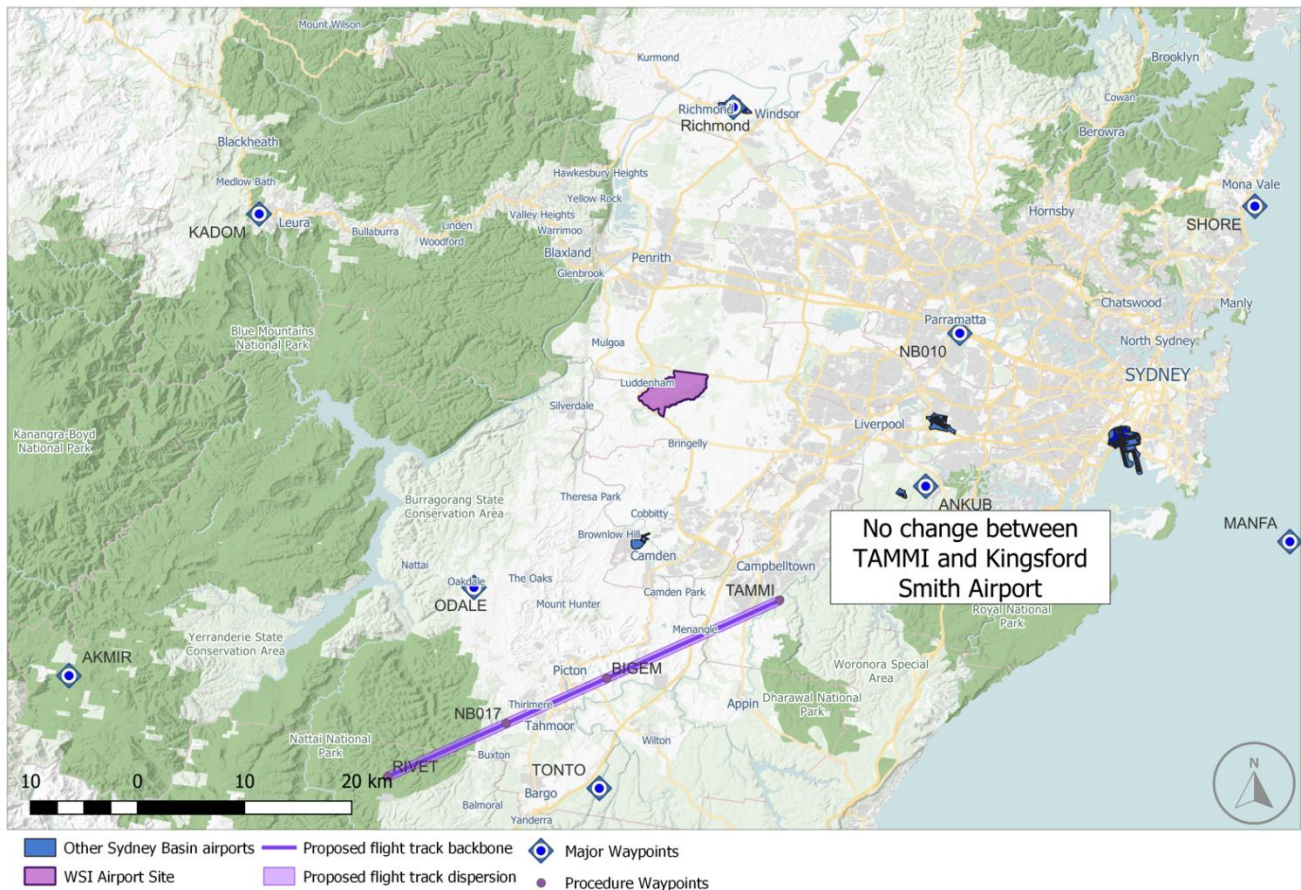 Mount Wilson
Kurmond
Brooklyn
Cowan
Richmond
Windsor
Richmond
Berowra
Blackheath
Medlow Bath
Hawkesbury Heights
Yellow Rock
Mona Vale
Leura
Linden
Valley Heights
Hornsby
KADOM
Bullaburra
Woodford
Warrimoo
SHORE
Blaxland
Penrith
Glenbrook
Chatswood
Manly
Blue Mountains
National Park
Parramatta
Mulgoa
NB010
North Sydney
SYDNEY
Luddenham
Silverdale
Liverpool
Kanangra-Boyd
National Park
Bringelly
Burragorang State
Conservation Area
Theresa Park
Cobbitty
ANKUB
No change between
TAMMI and Kingsford
Smith Airport
MANFA
Brownlow Hill
Camden
Nattai
Oakdale
The Oaks
Campbelltown
ODALE
Mount Hunter
Camden Park
TAMMI
Royal National
Park
Menangle
Yerranderie State
Conservation Area
AKMIR
Picton
BIGEM
Woronora Special
Area
Dharawal National
Park
NB017
Thirlmere
Tahmoor
Appin
Nattai National
Park
Buxton
Wilton
RIVET
TONTO
Bargo
Balmoral
Yanderra
10 0 10 20 km
N
Other Sydney Basin airports
Proposed flight track backbone
Major Waypoints
WSI Airport Site
Proposed flight track dispersion
Procedure Waypoints